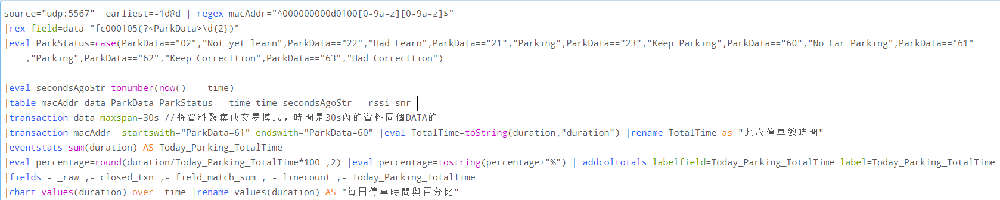 source="udp:5567"  earliest=-1d@d | regex macAddr="^000000000d0100[0-9a-z][0-9a-z]$"
|rex field=data "fc000105(?<ParkData>\d{2})"
|eval ParkStatus=case(ParkData=="02","Not yet learn",ParkData=="22","Had Learn",ParkData=="21","Parking",ParkData=="23","Keep Parking",ParkData=="60","No Car Parking",ParkData=="61"
,"Parking",ParkData=="62","Keep Correcttion",ParkData=="63","Had Correcttion")
|eval secondsAgoStr=tonumber(now() - _time)
|table macAddr data ParkData ParkStatus  _time time secondsAgoStr   rssi snr
|transaction data maxspan=30s //將資料聚集成交易模式，時間是30s內的資料同個DATA的
|transaction macAddr  startswith="ParkData=61" endswith="ParkData=60" |eval TotalTime=toString(duration,"duration") |rename TotalTime as "此次停車總時間"
|eventstats sum(duration) AS Today_Parking_TotalTime
|eval percentage=round(duration/Today_Parking_TotalTime*100 ,2) |eval percentage=tostring(percentage+"%") | addcoltotals labelfield=Today_Parking_TotalTime label=Today_Parking_TotalTime
|fields - _raw ,- closed_txn ,- field_match_sum , - linecount ,- Today_Parking_TotalTime
|chart values(duration) over _time |rename values(duration) AS "每日停車時間與百分比"